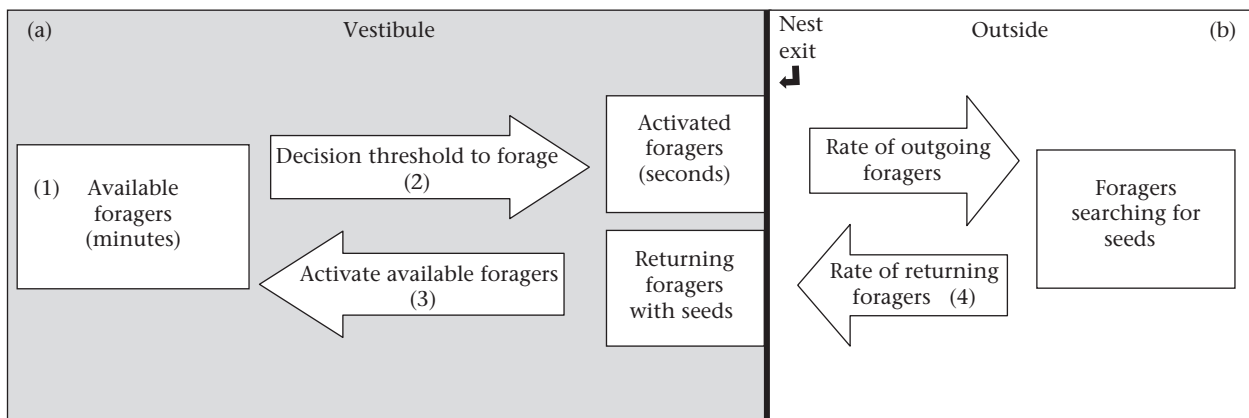 (a)
Vestibule
Nest
exit
Outside
(b)
(1) Available
foragers
(minutes)
Decision threshold to forage
(2)
Activated
foragers
(seconds)
Rate of outgoing
foragers
Foragers
searching for
seeds
Activate available foragers
(3)
Returning
foragers
with seeds
Rate of returning
foragers (4)